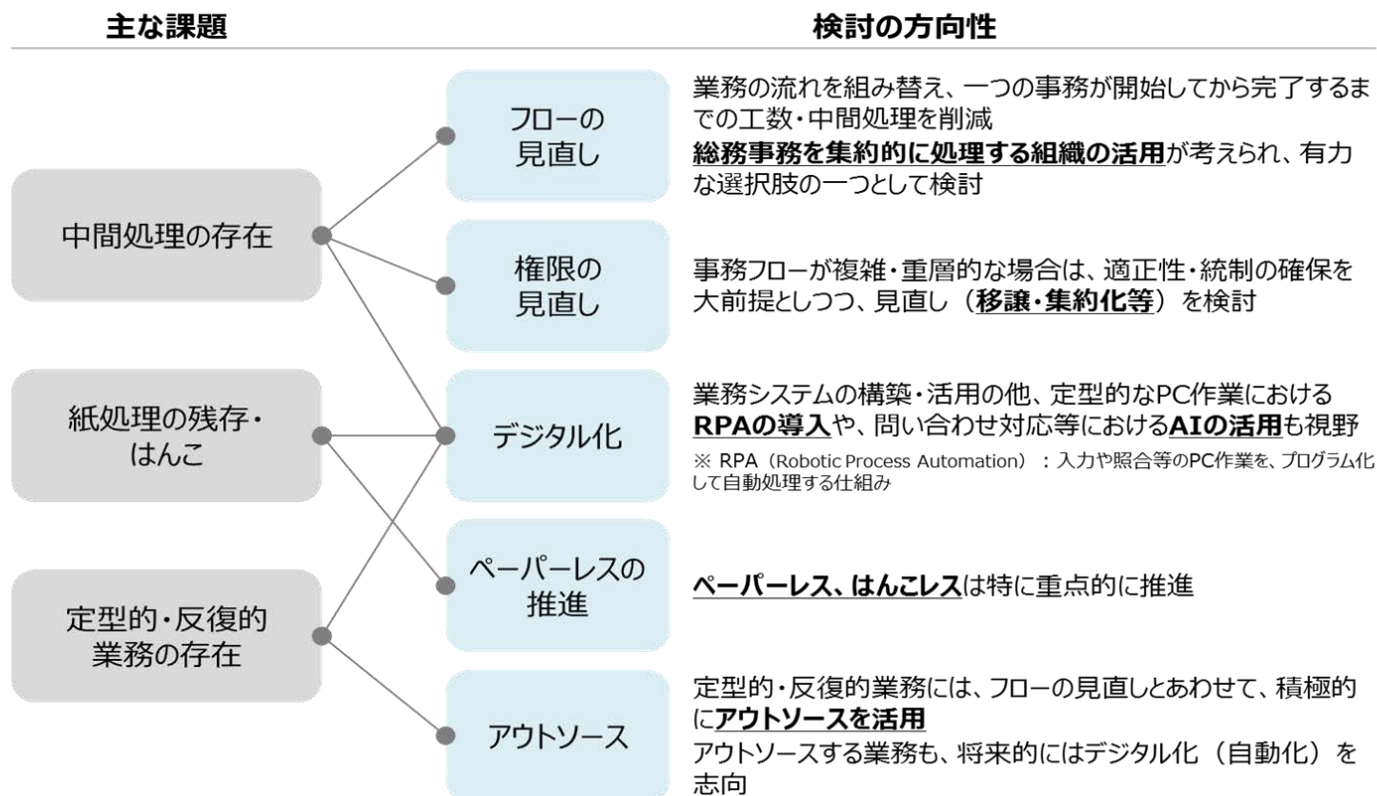 主な課題
検討の方向性
中間処理の存在
紙処理の残存・
はんこ
定型的・反復的
業務の存在
フローの
見直し
業務の流れを組み替え、一つの事務が開始してから完了するま
での工数・中間処理を削減
総務事務を集約的に処理する組織の活用が考えられ、有力
な選択肢の一つとして検討
権限の
見直し
事務フローが複雑・重層的な場合は、適正性・統制の確保を
大前提としつつ、見直し（移譲・集約化等）を検討
デジタル化
業務システムの構築・活用の他、定型的なPC作業における
RPAの導入や、問い合わせ対応等におけるAIの活用も視野
※ RPA（Robotic Process Automation）：入力や照合等のPC作業を、プログラム化
して自動処理する仕組み
ペーパーレスの
推進
ペーパーレス、はんこレスは特に重点的に推進
アウトソース
定型的・反復的業務には、フローの見直しとあわせて、積極的
にアウトソースを活用
アウトソースする業務も、将来的にはデジタル化（自動化）を
志向